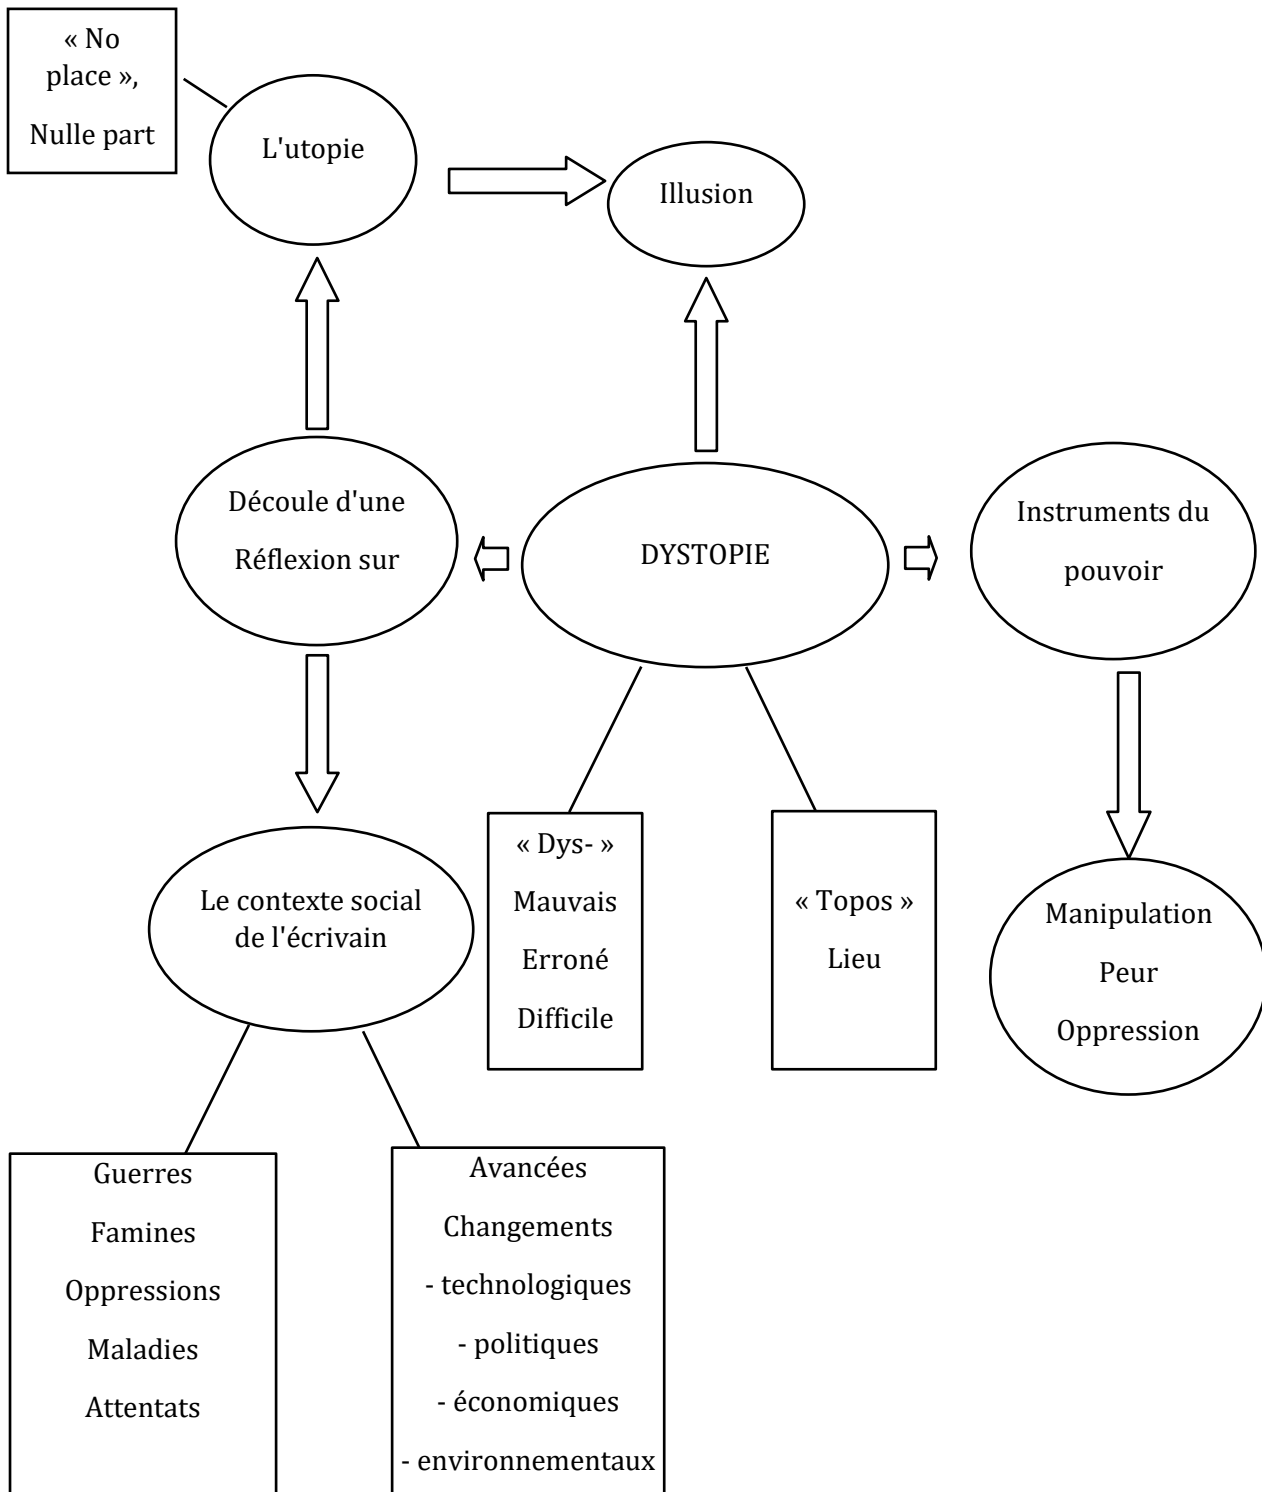 « No
place »,
Nulle part
L'utopie
Illusion
Découle d'une
Réflexion sur
DYSTOPIE
Instruments du
pouvoir
Le contexte social
de l'écrivain
« Dys- »
Mauvais
Erroné
Difficile
« Topos »
Lieu
Manipulation
Peur
Oppression
Guerres
Famines
Oppressions
Maladies
Attentats
Avancées
Changements
- technologiques
- politiques
- économiques
- environnementaux